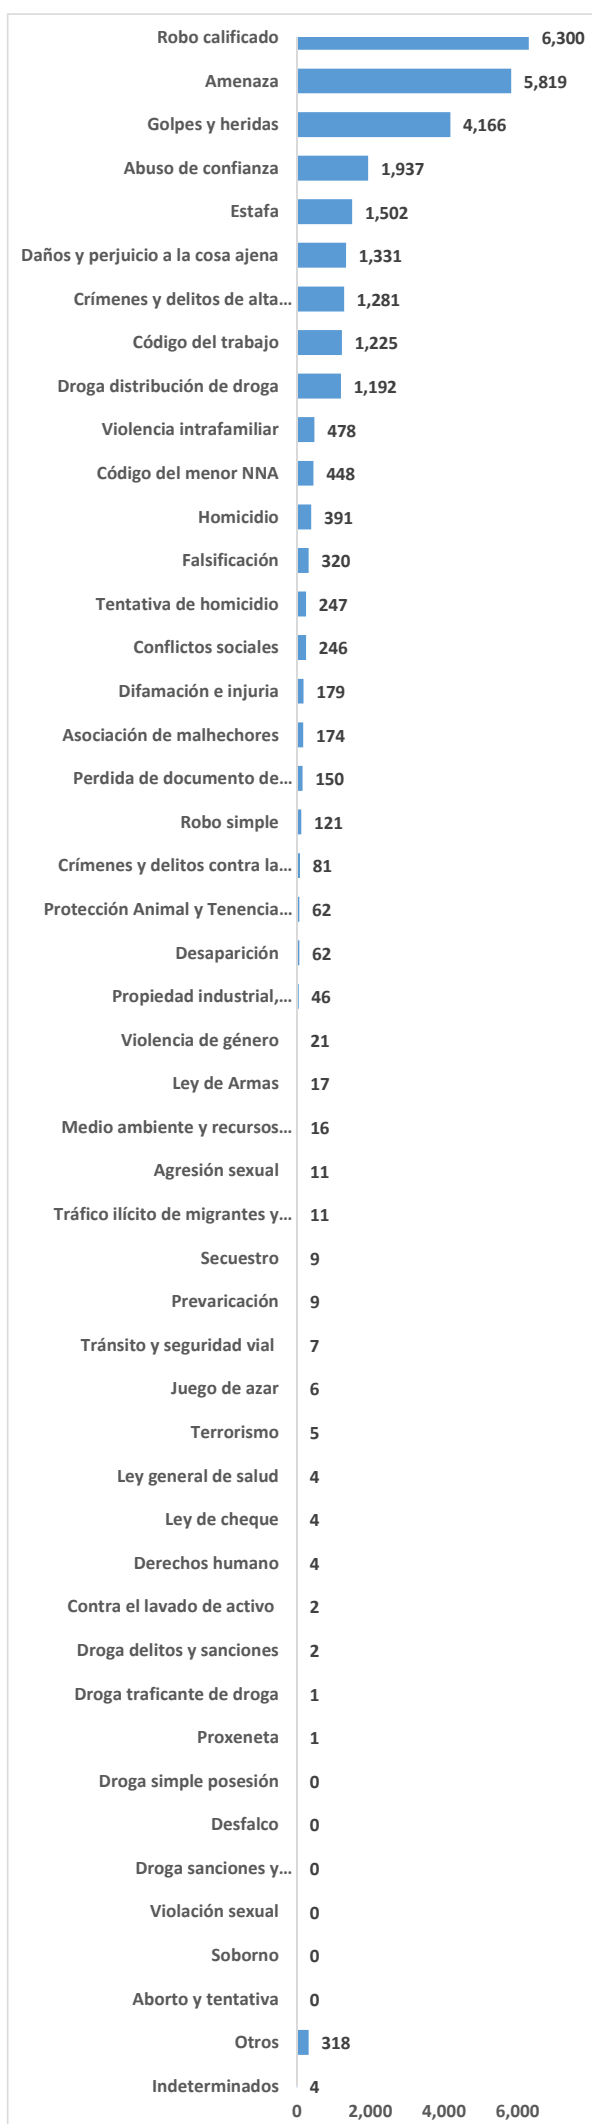 Robo calificado 6,300
Amenaza 5,819
Golpes y heridas 4,166
Abuso de confianza 1,937
Estafa 1,502
Daños y perjuicio a la cosa ajena 1,331
Crímenes y delitos de alta... 1,281
Código del trabajo 1,225
Droga distribución de droga 1,192
Violencia intrafamiliar 478
Código del menor NNA 448
Homicidio 391
Falsificación 320
Tentativa de homicidio 247
Conflictos sociales 246
Difamación e injuria 179
Asociación de malhechores 174
Perdida de documento de... 150
Robo simple 121
Crímenes y delitos contra la... 81
Protección Animal y Tenencia... 62
Desaparición 62
Propiedad industrial,... 46
Violencia de género 21
Ley de Armas 17
Medio ambiente y recursos... 16
Agresión sexual 11
Tráfico ilícito de migrantes y... 11
Secuestro 9
Prevaricación 9
Tránsito y seguridad vial 7
Juego de azar 6
Terrorismo 5
Ley general de salud 4
Ley de cheque 4
Derechos humano 4
Contra el lavado de activo 2
Droga delitos y sanciones 2
Droga traficante de droga 1
Proxeneta 1
Droga simple posesión 0
Desfalco 0
Droga sanciones y... 0
Violación sexual 0
Soborno 0
Aborto y tentativa 0
Otros 318
Indeterminados 4
0 2,000 4,000 6,000